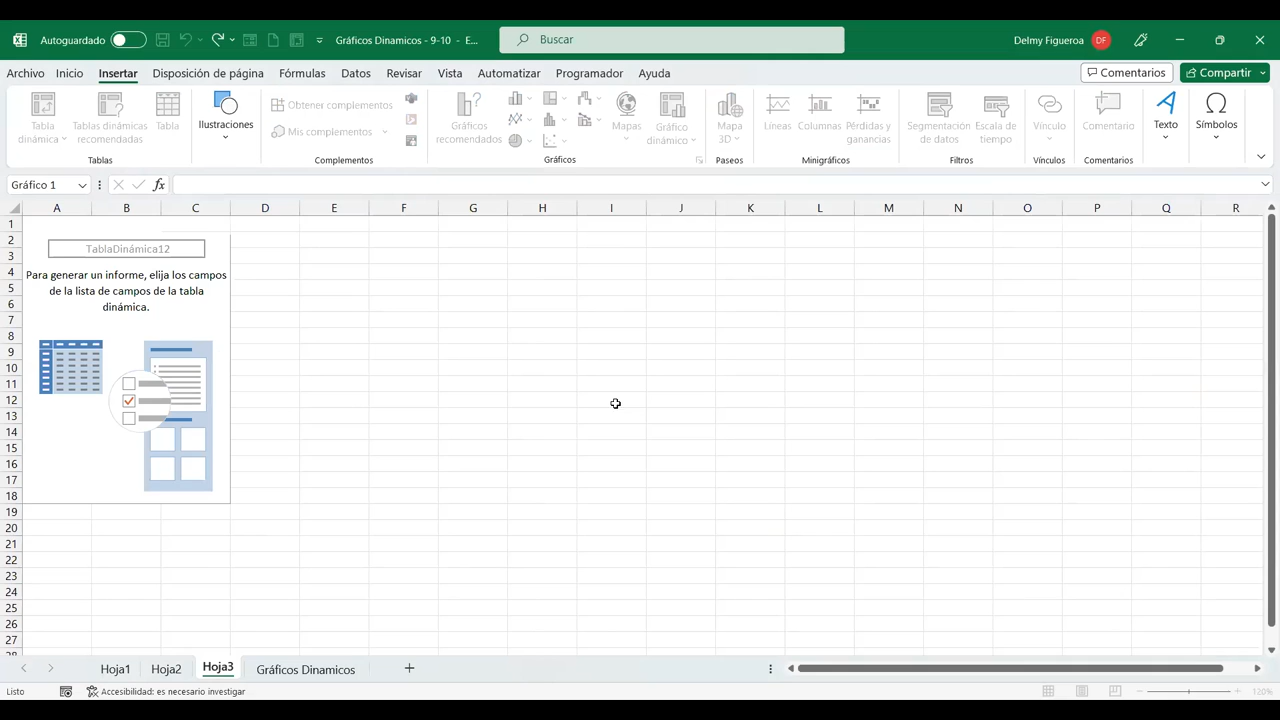 Autoguardado
Gráficos Dinamicos - 9-10 - E...
Buscar
Delmy Figueroa
DF
Archivo Inicio Insertar Disposición de página Fórmulas Datos Revisar Vista Automatizar Programador Ayuda
Comentarios
Compartir
Tabla dinámica
Tablas dinámicas recomendadas
Tabla
Tablas
Ilustraciones
Obtener complementos
Mis complementos
Complementos
Gráficos recomendados
Mapas
Gráfico dinámico
Gráficos
Mapa 3D
Paseos
Líneas
Columnas
Pérdidas y ganancias
Minigráficos
Segmentación de datos
Escala de tiempo
Filtros
Vínculo
Vínculos
Comentario
Comentarios
Texto
Símbolos
Gráfico 1
fx
A B C D E F G H I J K L M N O P Q R
1
2
3
4
5
6
7
8
9
10
11
12
13
14
15
16
17
18
19
20
21
22
23
24
25
26
27
28
TablaDinámica12
Para generar un informe, elija los campos
de la lista de campos de la tabla
dinámica.
Hoja1 Hoja2 Hoja3 Gráficos Dinamicos
Listo
Accesibilidad: es necesario investigar
120%